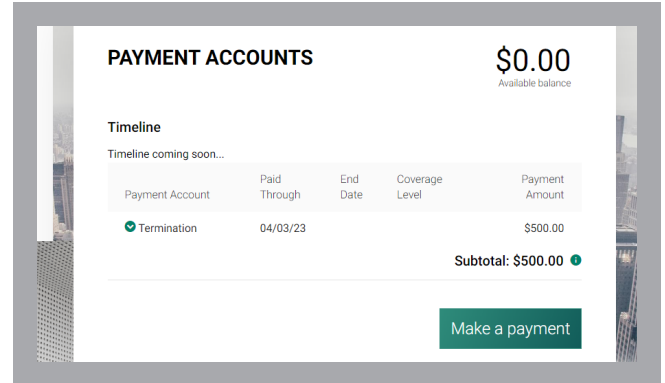 PAYMENT ACCOUNTS
$0.00
Available balance
Timeline
Timeline coming soon...
Payment Account Paid Through End Date Coverage Level Payment Amount
Termination 04/03/23 $500.00
Subtotal: $500.00
Make a payment